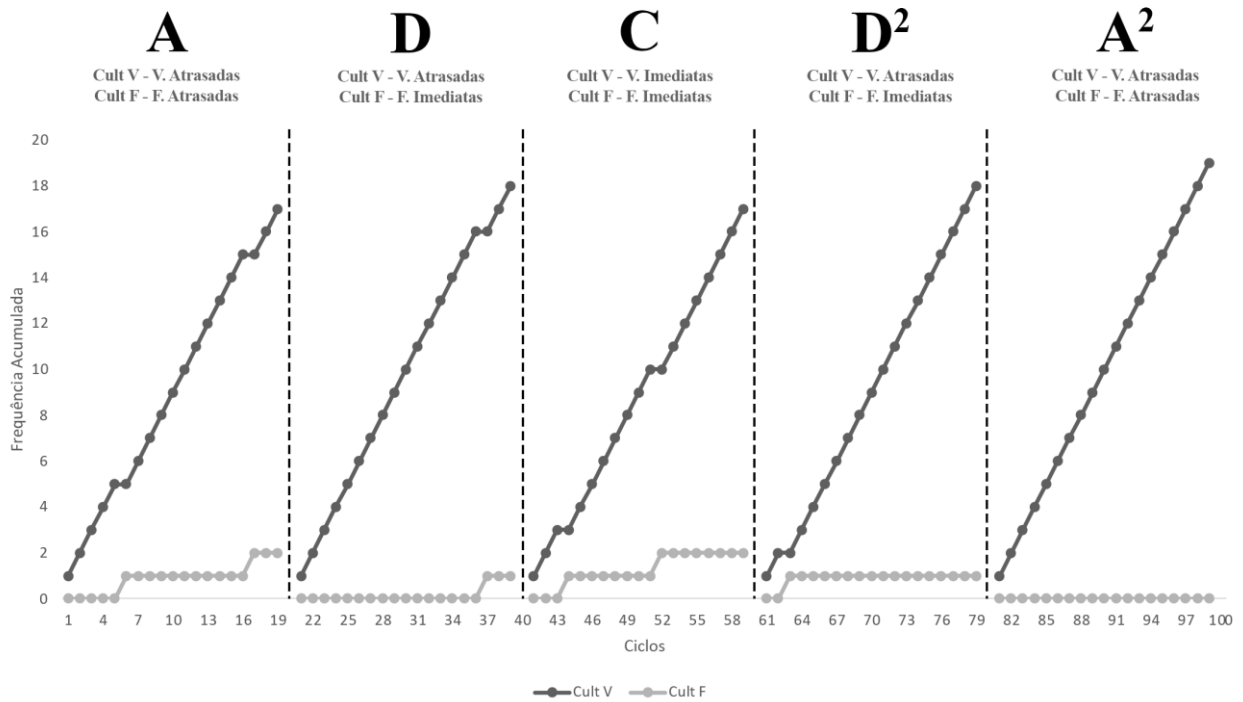 A D C D² A²
Cult V - V. Atrasadas Cult V - V. Atrasadas Cult V - V. Imediatas Cult V - V. Atrasadas Cult V - V. Atrasadas
Cult F - F. Atrasadas Cult F - F. Imediatas Cult F - F. Imediatas Cult F - F. Imediatas Cult F - F. Atrasadas
20
18
16
14
12
10
8
6
4
2
0
Frequência Acumulada
1 4 7 10 13 16 19 22 25 28 31 34 37 40 43 46 49 52 55 58 61 64 67 70 73 76 79 82 85 88 91 94 97 100
Ciclos
Cult V Cult F